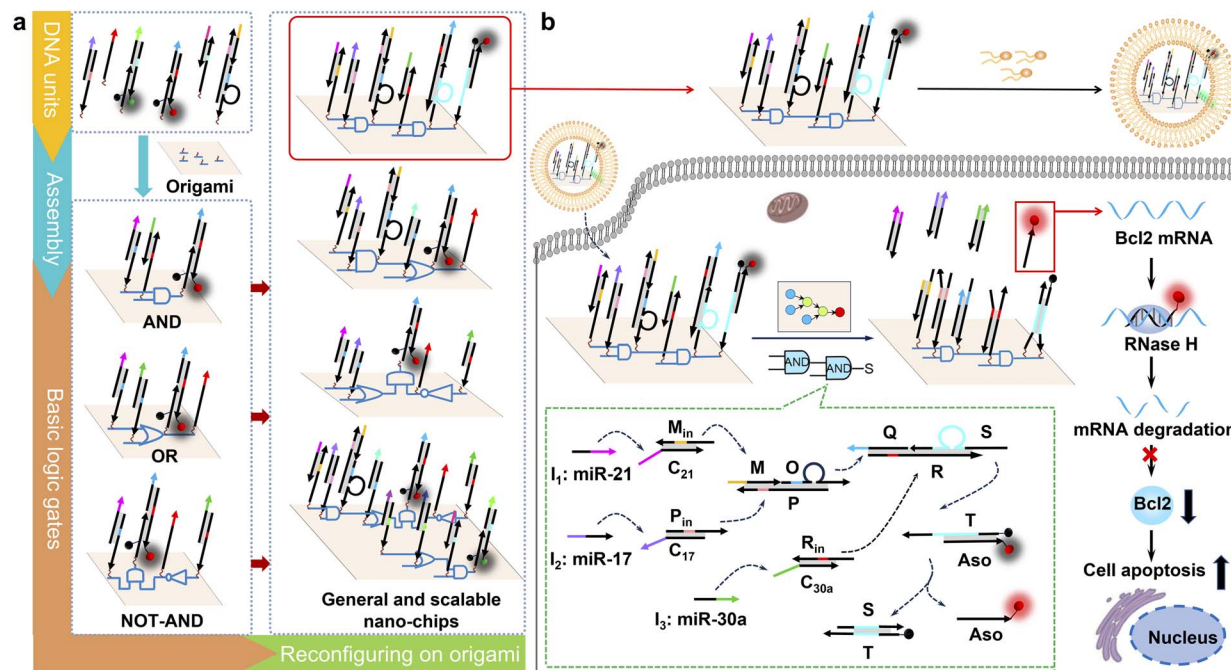 a
DNA units
Assembly
Basic logic gates
Origami
AND
OR
NOT-AND
General and scalable
nano-chips
Reconfiguring on origami
b
Bcl2 mRNA
RNase H
mRNA degradation
Bcl2
Cell apoptosis
Nucleus
AND
AND
S
I1: miR-21
Min
C21
M
O
P
Q
S
R
I2: miR-17
Pin
C17
Rin
C30a
I3: miR-30a
T
Aso
S
T
Aso